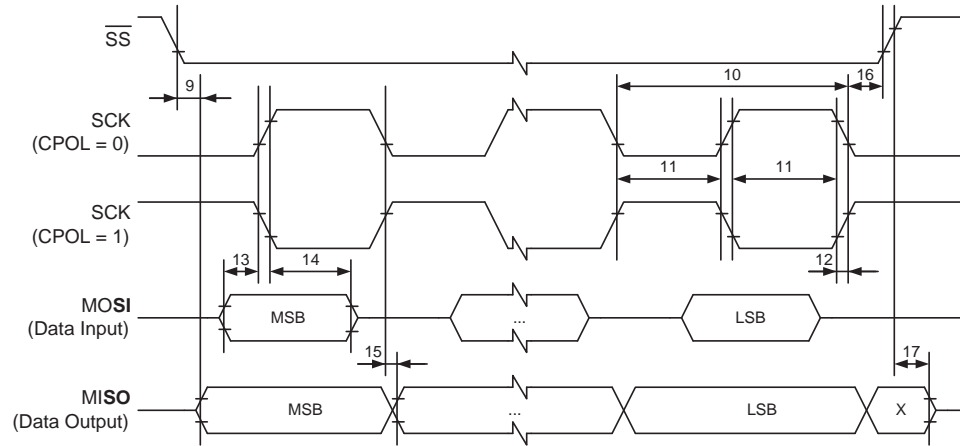 SS
9
10
16
SCK
(CPOL = 0)
11
11
SCK
(CPOL = 1)
13
14
12
MOSI
(Data Input)
MSB
...
LSB
15
17
MISO
(Data Output)
MSB
...
LSB
X